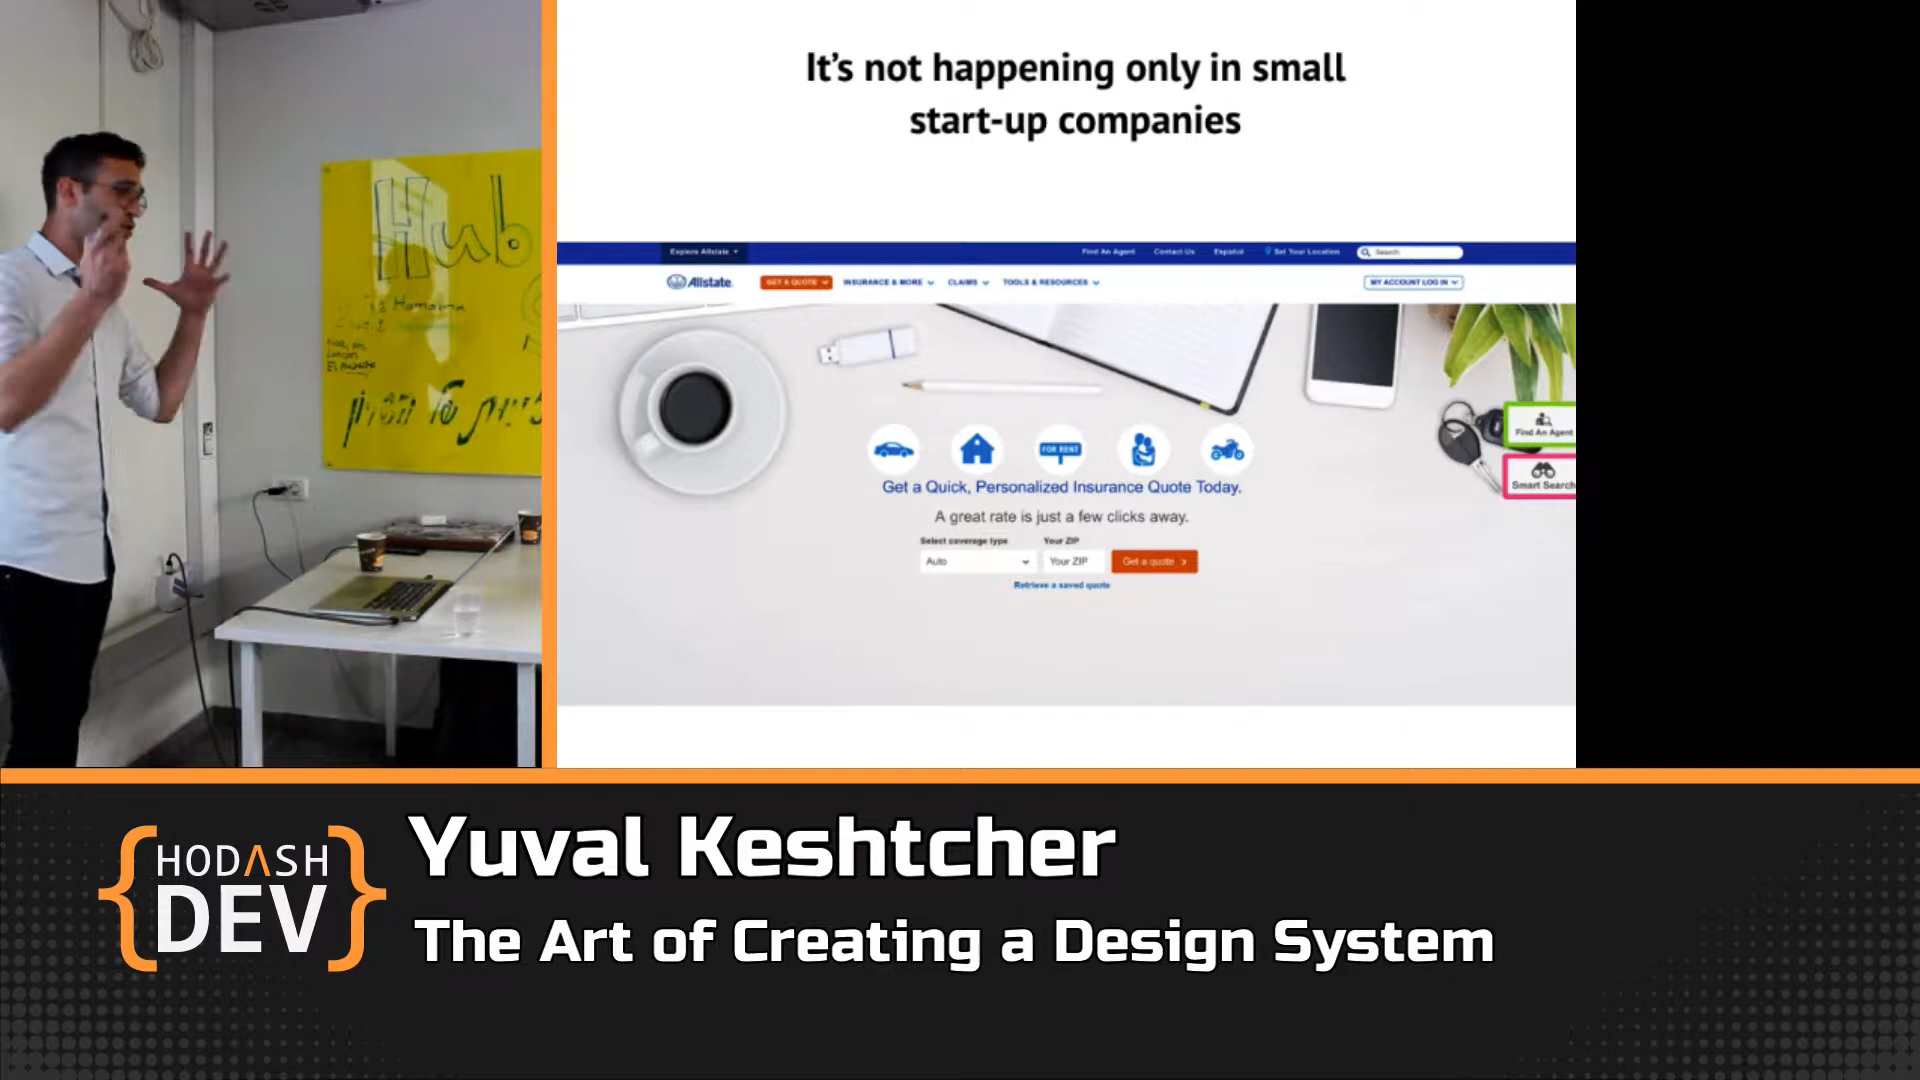 It's not happening only in small
start-up companies
Explore Allstate
Find An Agent
Contact Us
Español
Set Your Location
Search
Allstate
GET A QUOTE
INSURANCE & MORE
CLAIMS
TOOLS & RESOURCES
MY ACCOUNT LOG IN
FOR RENT
Find An Agent
Smart Search
Get a Quick, Personalized Insurance Quote Today.
A great rate is just a few clicks away.
Select coverage type
Your ZIP
Auto
Your ZIP
Get a quote
Retrieve a saved quote
Hub
Hamama
של
HODASH
DEV
Yuval Keshtcher
The Art of Creating a Design System